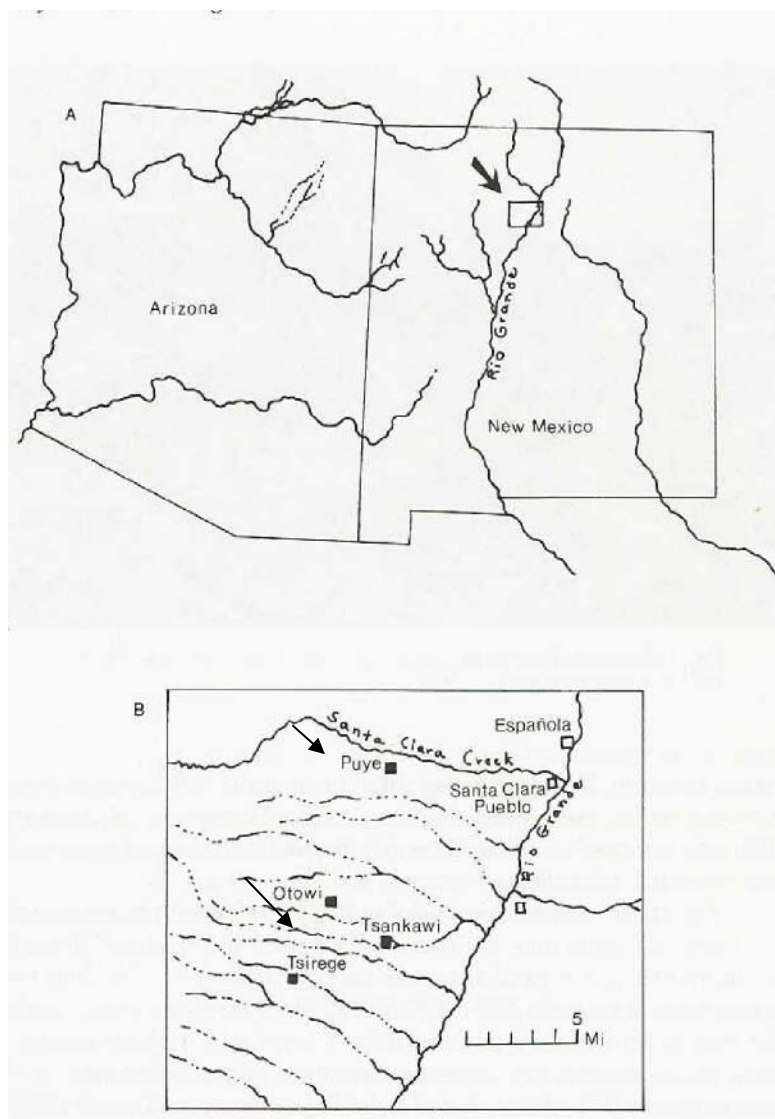 A
Arizona
Rio Grande
New Mexico
B
Santa Clara Creek
Española
Puye
Santa Clara
Pueblo
Rio Grande
Otowi
Tsankawi
Tsirege
5
Mi